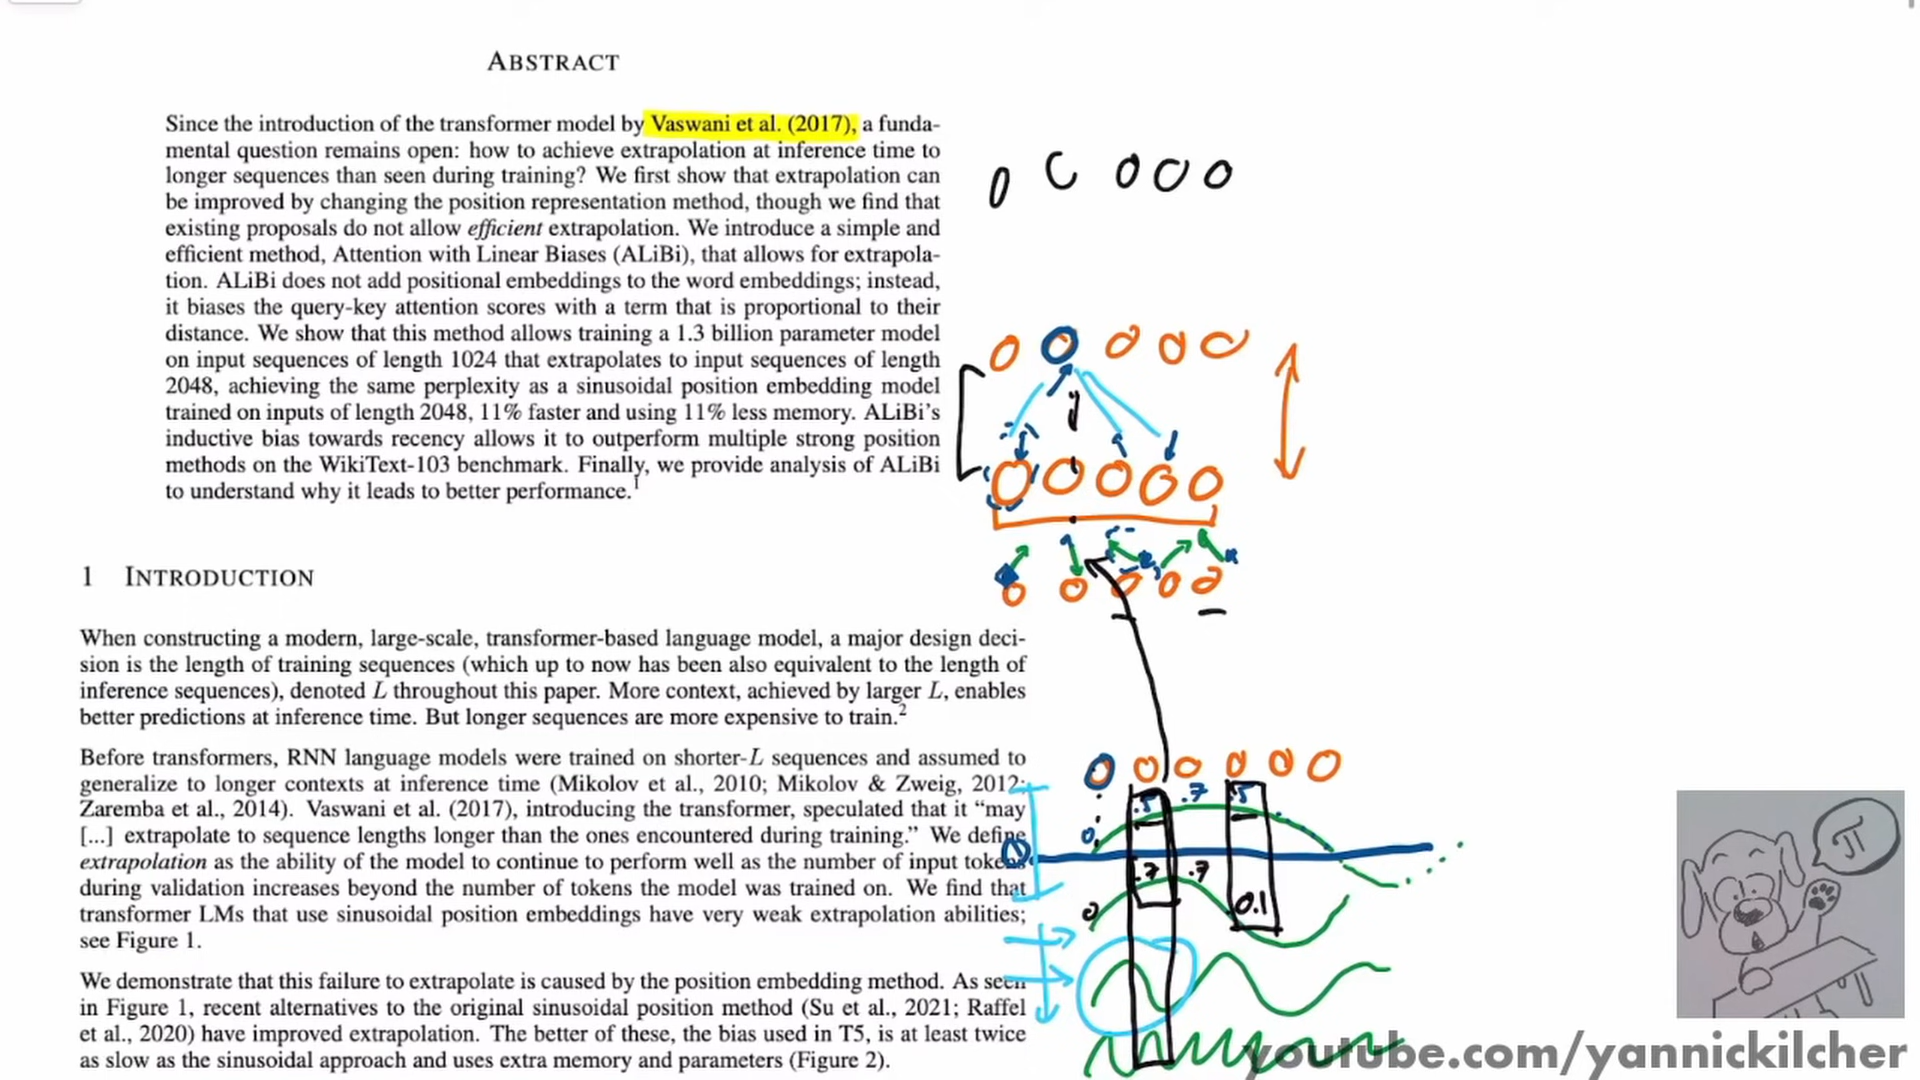 ABSTRACT
Since the introduction of the transformer model by Vaswani et al. (2017), a funda-
mental question remains open: how to achieve extrapolation at inference time to
longer sequences than seen during training? We first show that extrapolation can
be improved by changing the position representation method, though we find that
existing proposals do not allow efficient extrapolation. We introduce a simple and
efficient method, Attention with Linear Biases (ALiBi), that allows for extrapola-
tion. ALiBi does not add positional embeddings to the word embeddings; instead,
it biases the query-key attention scores with a term that is proportional to their
distance. We show that this method allows training a 1.3 billion parameter model
on input sequences of length 1024 that extrapolates to input sequences of length
2048, achieving the same perplexity as a sinusoidal position embedding model
trained on inputs of length 2048, 11% faster and using 11% less memory. ALiBi's
inductive bias towards recency allows it to outperform multiple strong position
methods on the WikiText-103 benchmark. Finally, we provide analysis of ALiBi
to understand why it leads to better performance.1
1 INTRODUCTION
When constructing a modern, large-scale, transformer-based language model, a major design deci-
sion is the length of training sequences (which up to now has been also equivalent to the length of
inference sequences), denoted L throughout this paper. More context, achieved by larger L, enables
better predictions at inference time. But longer sequences are more expensive to train.2
Before transformers, RNN language models were trained on shorter-L sequences and assumed to
generalize to longer contexts at inference time (Mikolov et al., 2010; Mikolov & Zweig, 2012;
Zaremba et al., 2014). Vaswani et al. (2017), introducing the transformer, speculated that it “may
[...] extrapolate to sequence lengths longer than the ones encountered during training.” We define
extrapolation as the ability of the model to continue to perform well as the number of input tokens
during validation increases beyond the number of tokens the model was trained on. We find that
transformer LMs that use sinusoidal position embeddings have very weak extrapolation abilities;
see Figure 1.
We demonstrate that this failure to extrapolate is caused by the position embedding method. As seen
in Figure 1, recent alternatives to the original sinusoidal position method (Su et al., 2021; Raffel
et al., 2020) have improved extrapolation. The better of these, the bias used in T5, is at least twice
as slow as the sinusoidal approach and uses extra memory and parameters (Figure 2).
.5 .7 .5
.7 .7 0.1
π
youtube.com/yannickilcher